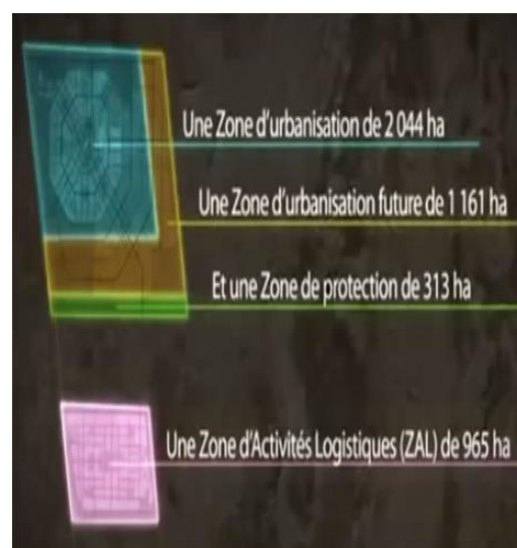 Une Zone d'urbanisation de 2 044 ha
Une Zone d'urbanisation future de 1 161 ha
Et une Zone de protection de 313 ha
Une Zone d'Activités Logistiques (ZAL) de 965 ha